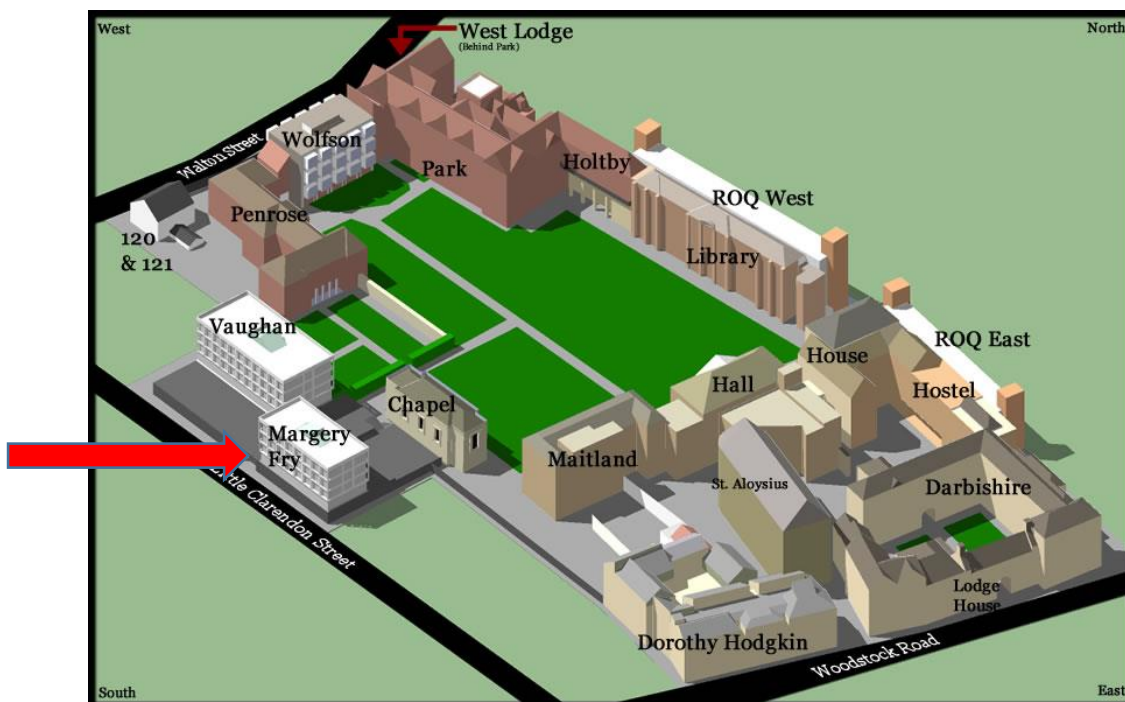 West
North
West Lodge
(Behind Park)
Wolfson
Walton Street
Park
Holtby
ROQ West
Penrose
120
& 121
Library
Vaughan
House
ROQ East
Hall
Hostel
Chapel
Margery
Fry
Maitland
St. Aloysius
Darbishire
Little Clarendon Street
Lodge
House
Dorothy Hodgkin
Woodstock Road
South
East